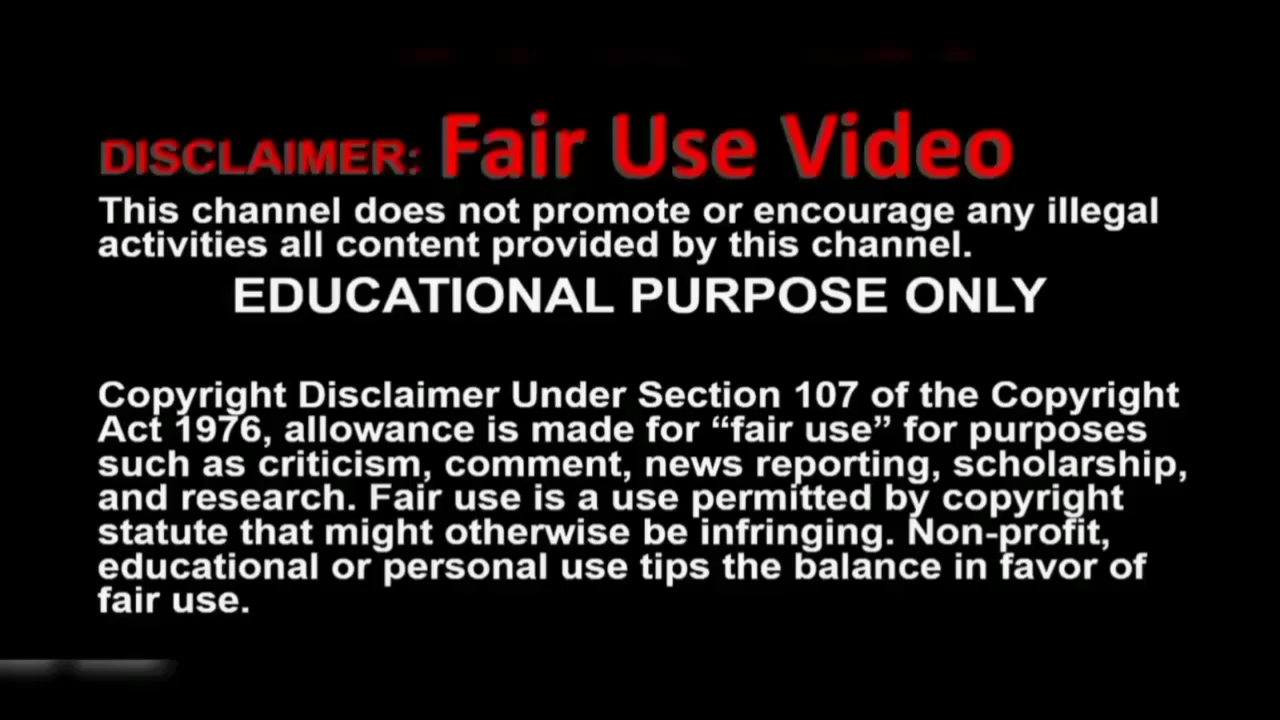 DISCLAIMER: Fair Use Video
This channel does not promote or encourage any illegal
activities all content provided by this channel.
EDUCATIONAL PURPOSE ONLY
Copyright Disclaimer Under Section 107 of the Copyright
Act 1976, allowance is made for “fair use” for purposes
such as criticism, comment, news reporting, scholarship,
and research. Fair use is a use permitted by copyright
statute that might otherwise be infringing. Non-profit,
educational or personal use tips the balance in favor of
fair use.